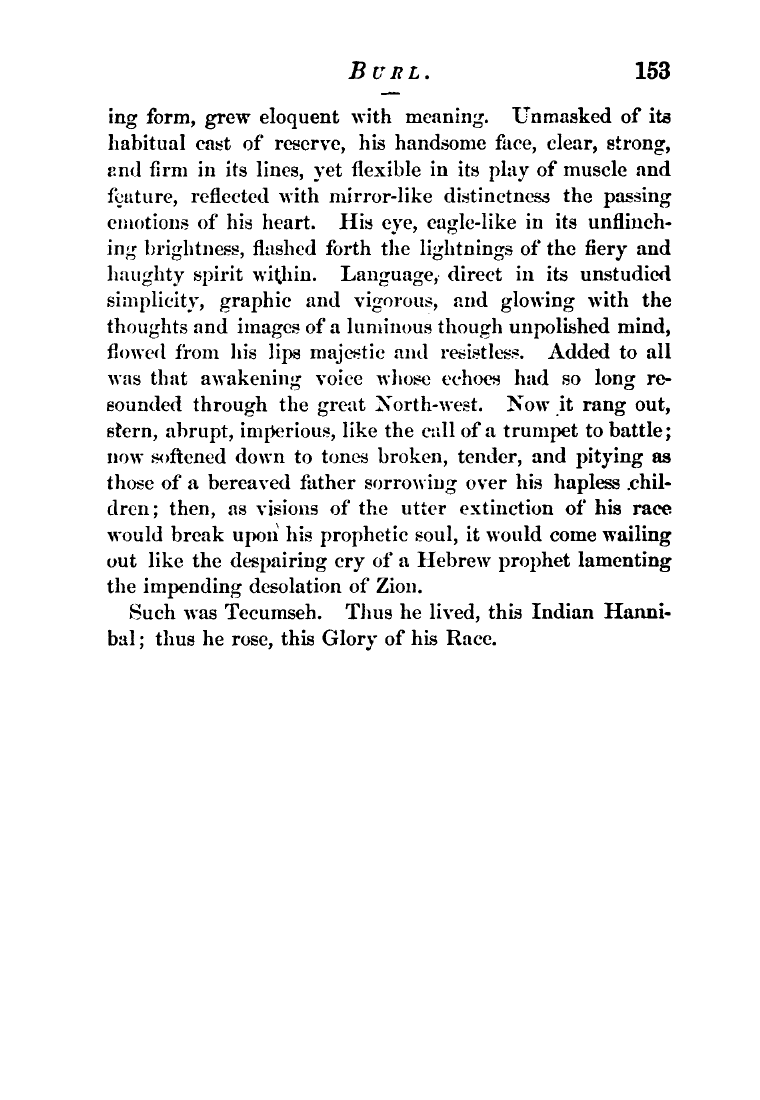 BURL. 153
ing form, grew eloquent with meaning. Unmasked of its
habitual cast of reserve, his handsome face, clear, strong,
and firm in its lines, yet flexible in its play of muscle and
feature, reflected with mirror-like distinctness the passing
emotions of his heart. His eye, eagle-like in its unflinch-
ing brightness, flashed forth the lightnings of the fiery and
haughty spirit within. Language, direct in its unstudied
simplicity, graphic and vigorous, and glowing with the
thoughts and images of a luminous though unpolished mind,
flowed from his lips majestic and resistless. Added to all
was that awakening voice whose echoes had so long re-
sounded through the great North-west. Now it rang out,
stern, abrupt, imperious, like the call of a trumpet to battle;
now softened down to tones broken, tender, and pitying as
those of a bereaved father sorrowing over his hapless chil-
dren; then, as visions of the utter extinction of his race
would break upon his prophetic soul, it would come wailing
out like the despairing cry of a Hebrew prophet lamenting
the impending desolation of Zion.
Such was Tecumseh. Thus he lived, this Indian Hanni-
bal; thus he rose, this Glory of his Race.